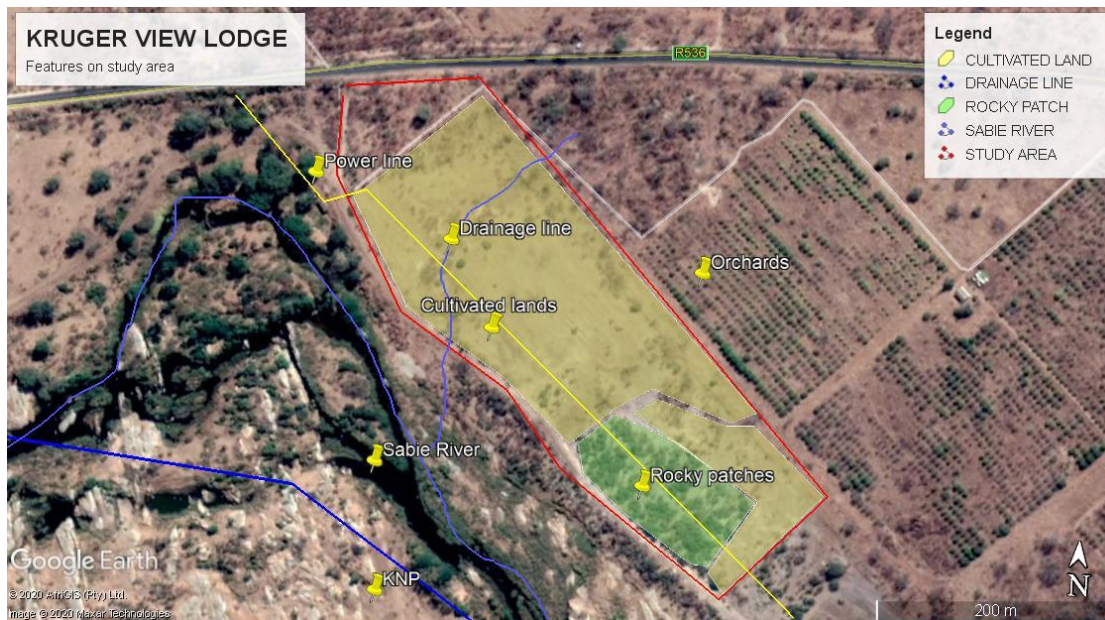 KRUGER VIEW LODGE
Features on study area
R536
Legend
CULTIVATED LAND
DRAINAGE LINE
ROCKY PATCH
SABIE RIVER
STUDY AREA
Power line
Drainage line
Orchards
Cultivated lands
Sabie River
Rocky patches
KNP
Google Earth
© 2020 AfriGIS (Pty) Ltd.
Image © 2020 Maxar Technologies
N
200 m